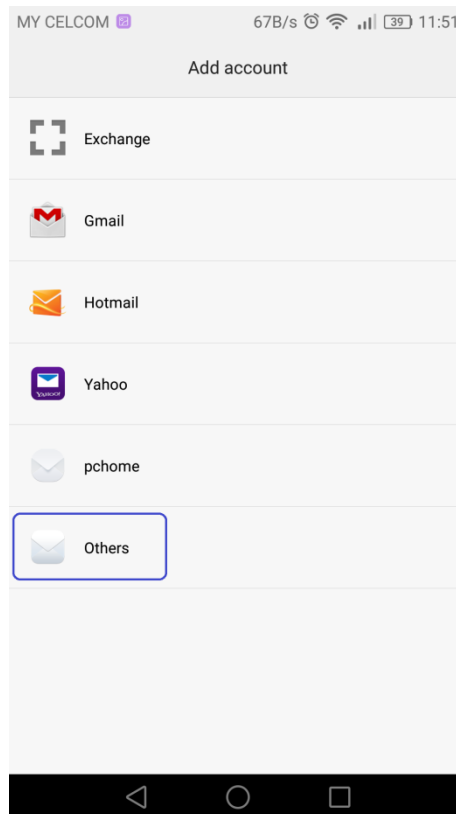 MY CELCOM 67B/s 39 11:51
Add account
Exchange
Gmail
Hotmail
Yahoo
pchome
Others